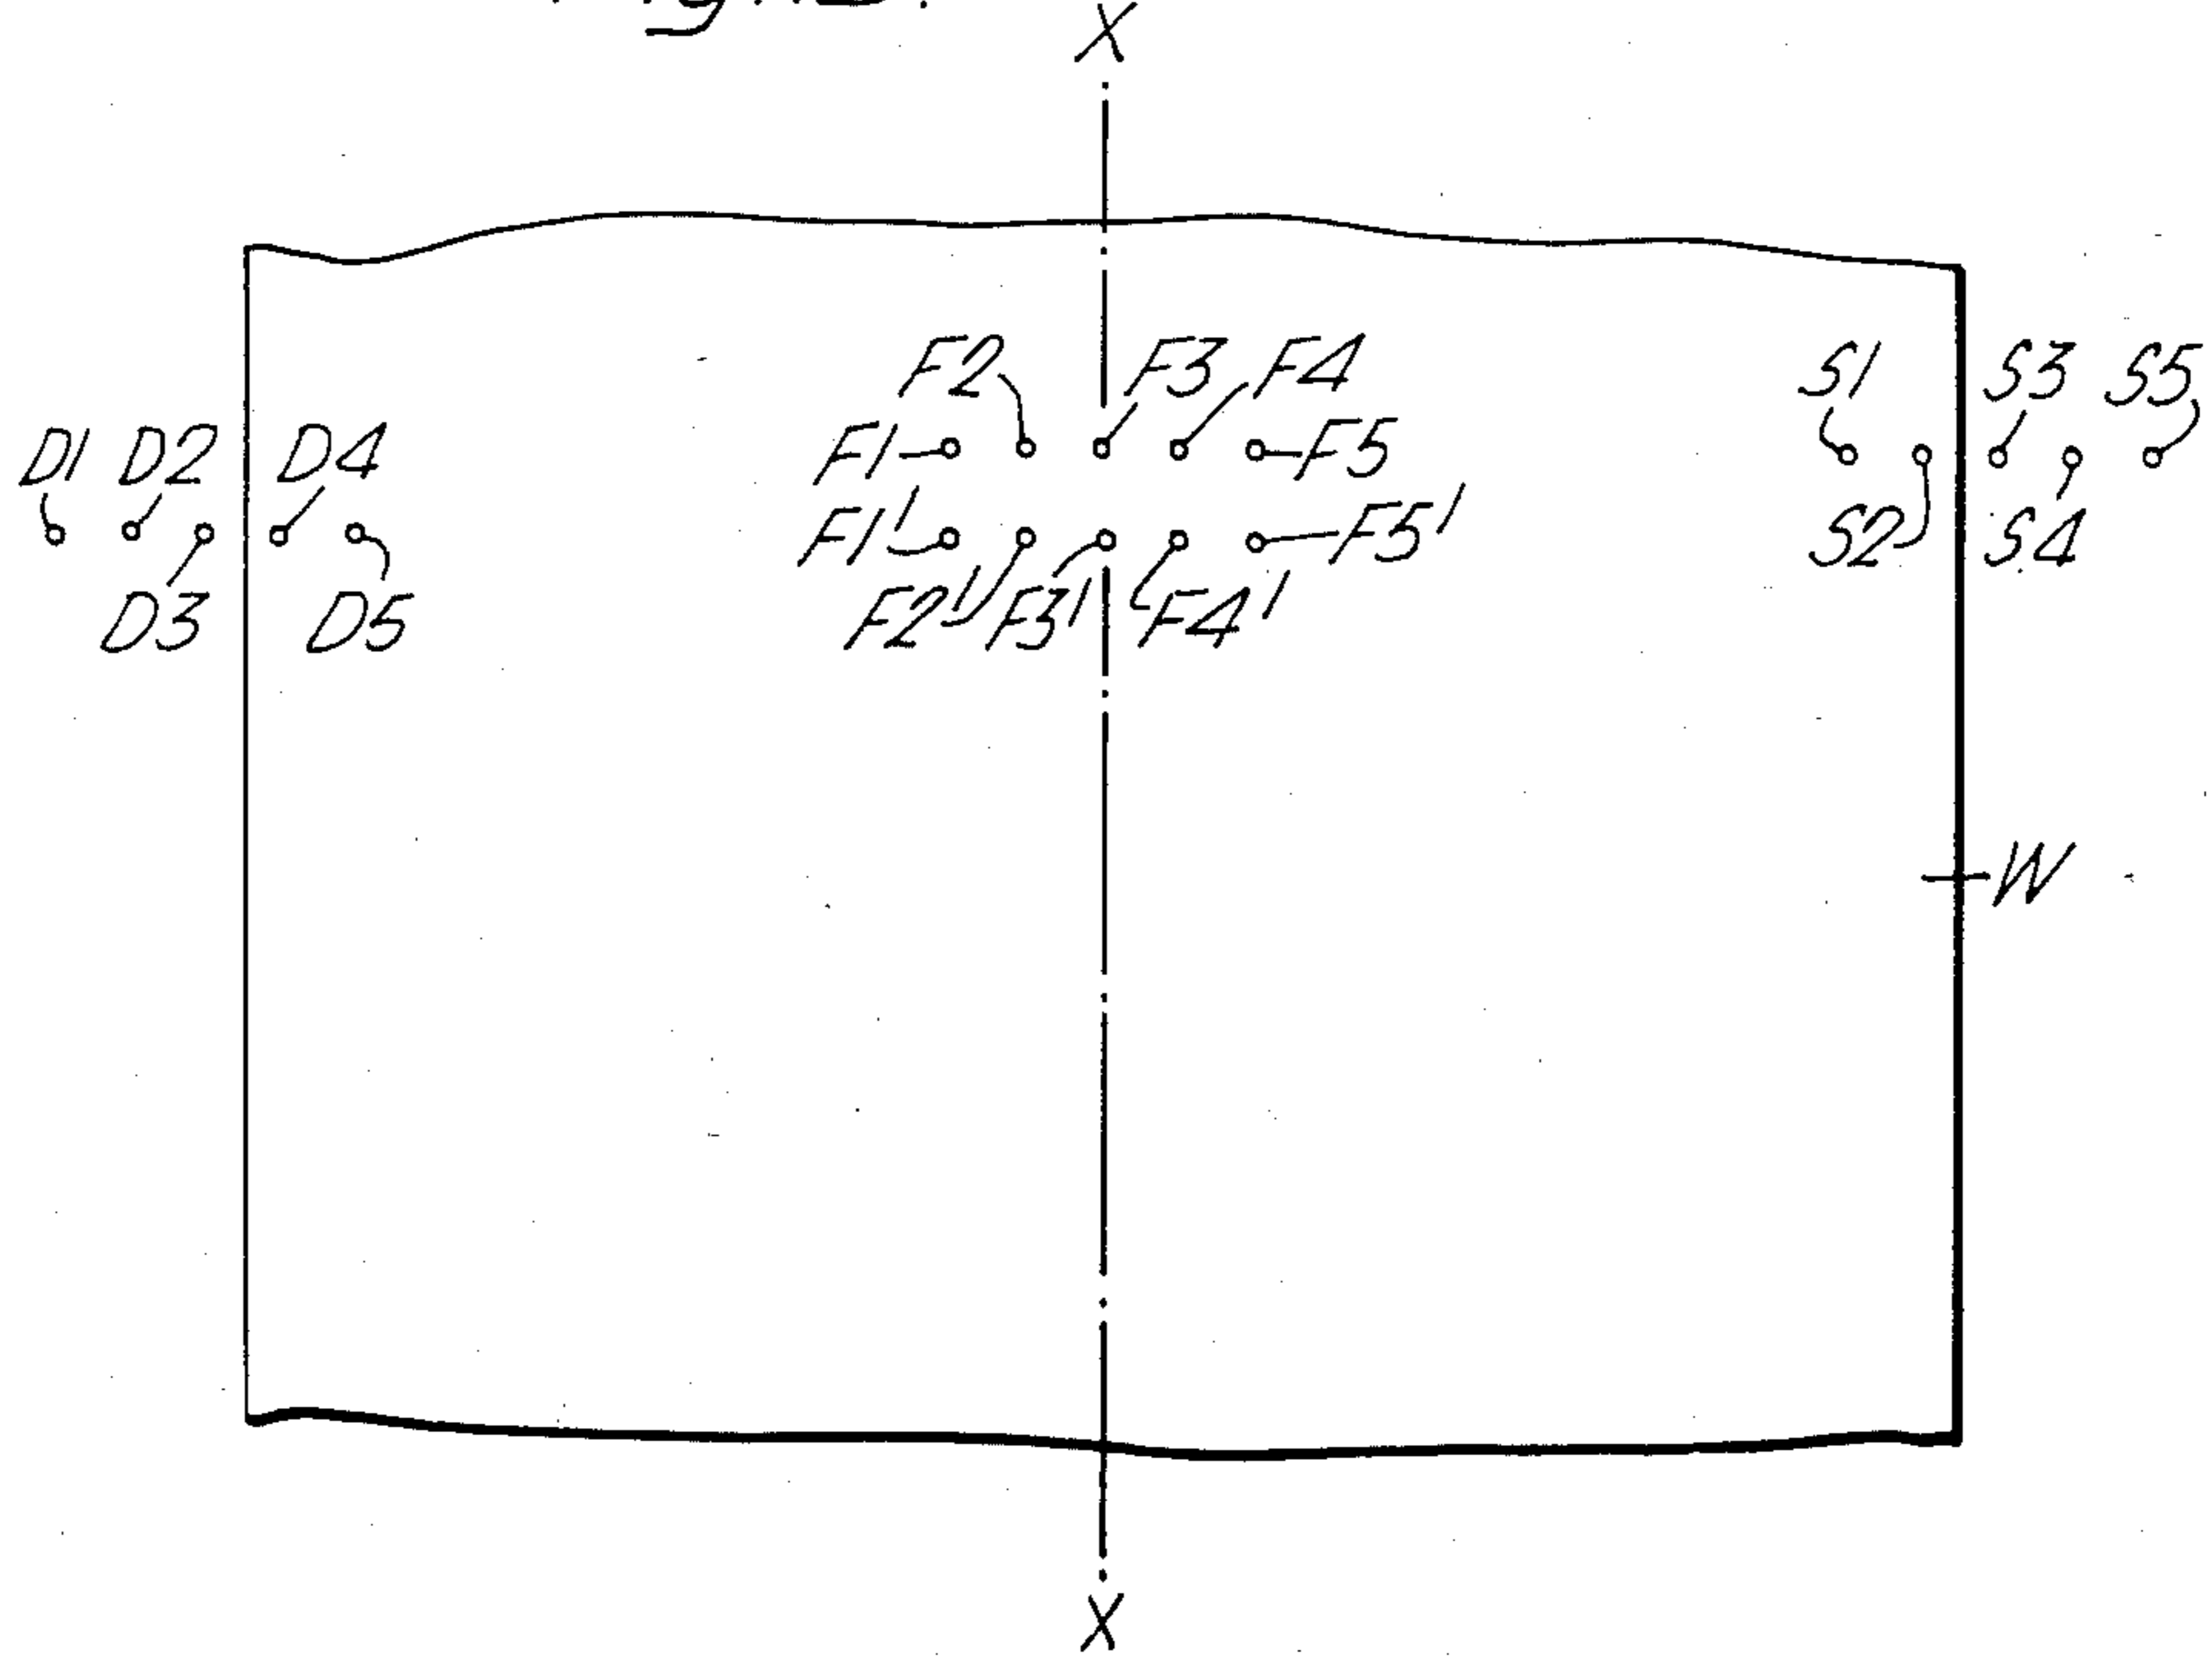 X
F2 F3 F4 S1 S3 S5
D1 D2 D4 F1 F5
F1' F5' S2 S4
D3 D5 F2' F3' F4'
W
X